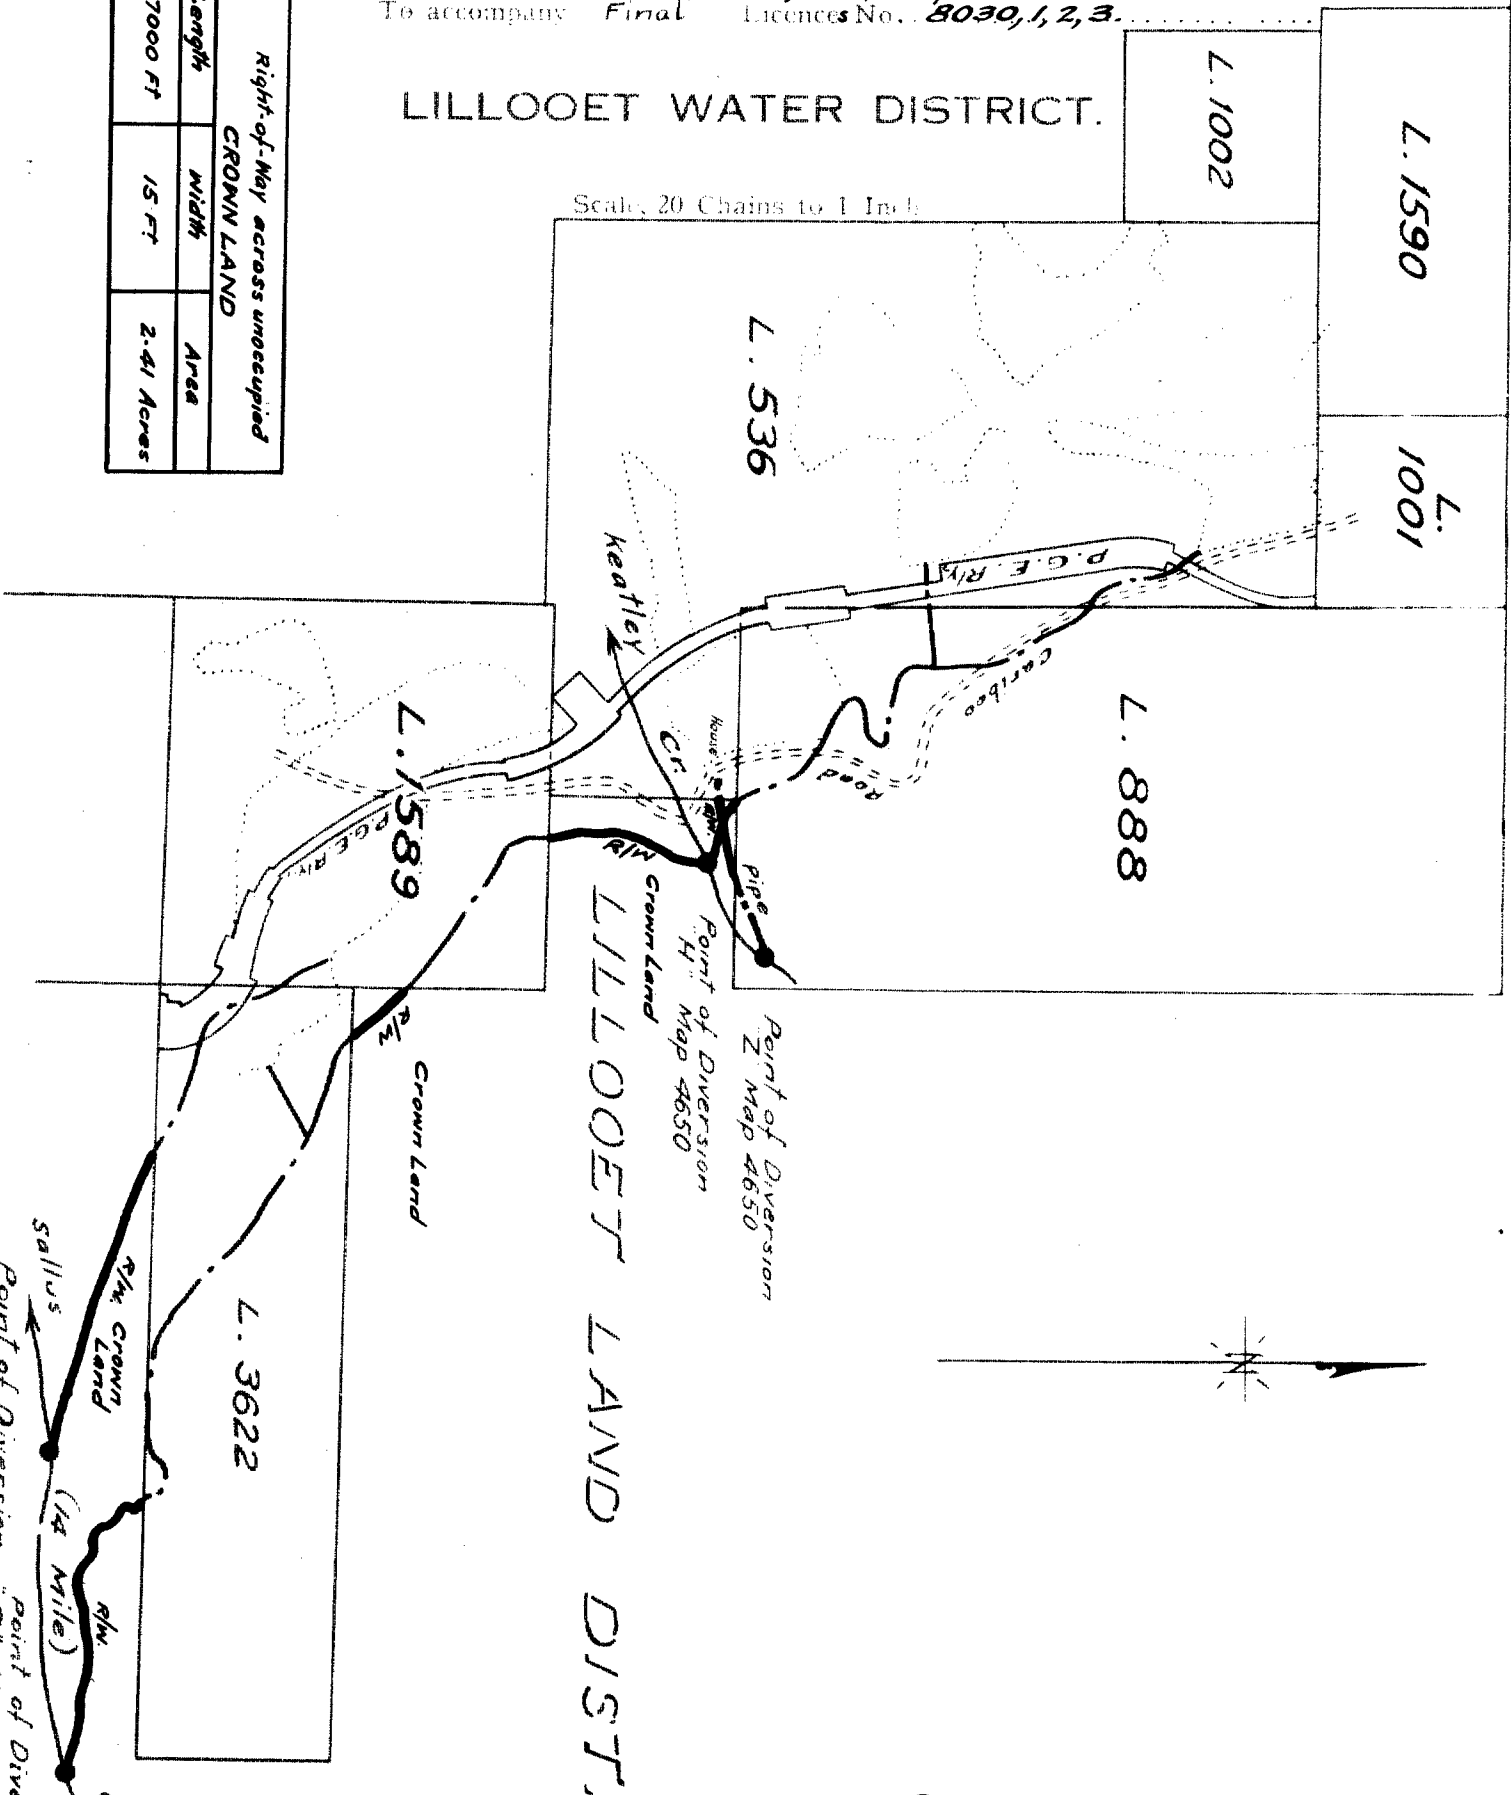 To accompany Final Licences No. 8030, 1, 2, 3.
LILLOOET WATER DISTRICT.
Scale, 20 Chains to 1 Inch
Right-of-Way across unoccupied
CROWN LAND
Length Width Area
7000 Ft 15 Ft 2.41 Acres
L. 1002
L. 1590
L. 1001
L. 536
P.G.E. Rly
Keatley
Cr.
Cariboo
Road
House
R/W.
Pipe
L. 888
R/W
Crown Land
Point of Diversion
H Map 4650
Point of Diversion
Z Map 4650
L. 1589
P.G.E. Rly.
R/W
Crown Land
LILLOOET LAND DIST.
N
L. 3622
R/W. Crown
Land
Sallus
(14 Mile)
R/W.
Point of Diversion
Point of